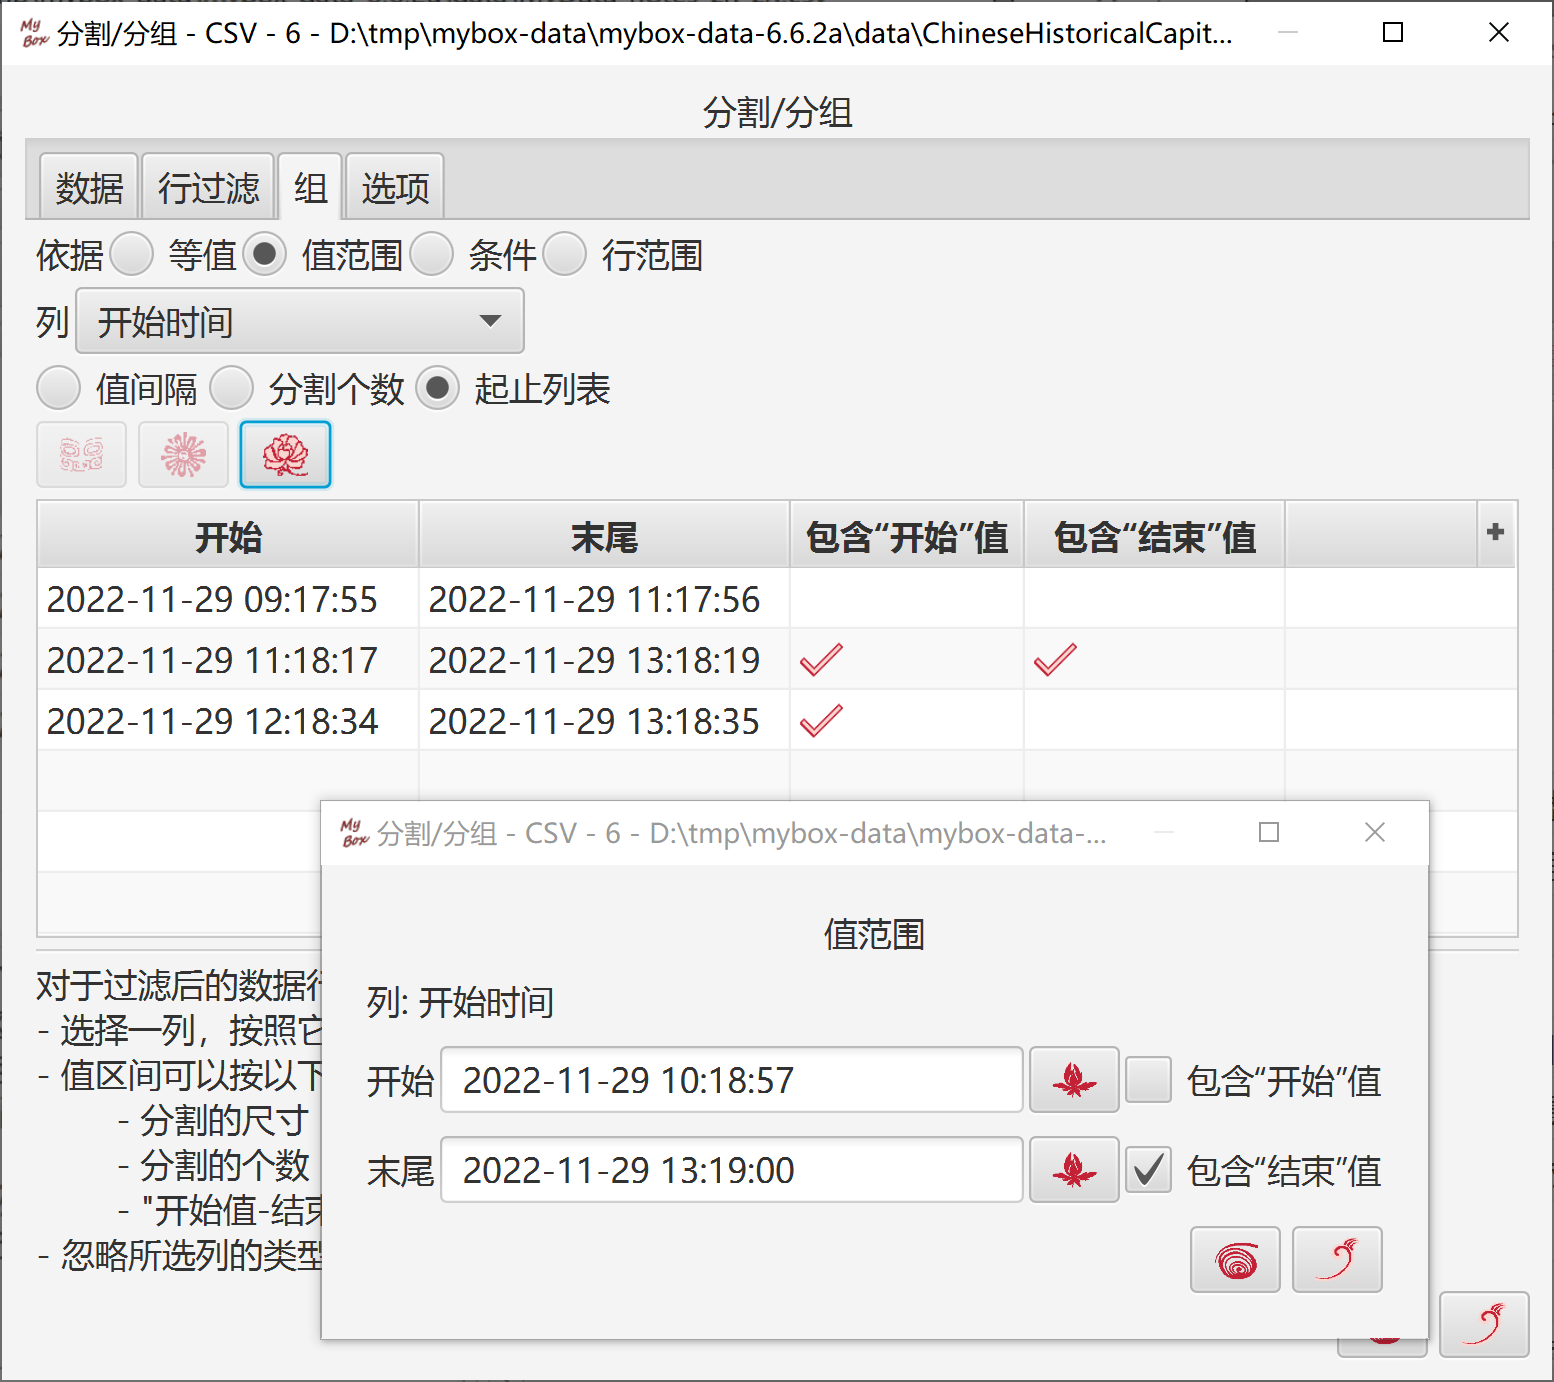 My Box 分割/分组 - CSV - 6 - D:\tmp\mybox-data\mybox-data-6.6.2a\data\ChineseHistoricalCapit...
分割/分组
数据 行过滤 组 选项
依据 等值 值范围 条件 行范围
列 开始时间
值间隔 分割个数 起止列表
开始 末尾 包含“开始”值 包含“结束”值 +
2022-11-29 09:17:55 2022-11-29 11:17:56
2022-11-29 11:18:17 2022-11-29 13:18:19
2022-11-29 12:18:34 2022-11-29 13:18:35
My Box 分割/分组 - CSV - 6 - D:\tmp\mybox-data\mybox-data-...
值范围
列: 开始时间
开始 2022-11-29 10:18:57 包含“开始”值
末尾 2022-11-29 13:19:00 包含“结束”值
对于过滤后的数据行
- 选择一列，按照它
- 值区间可以按以下
- 分割的尺寸
- 分割的个数
- "开始值-结束
- 忽略所选列的类型